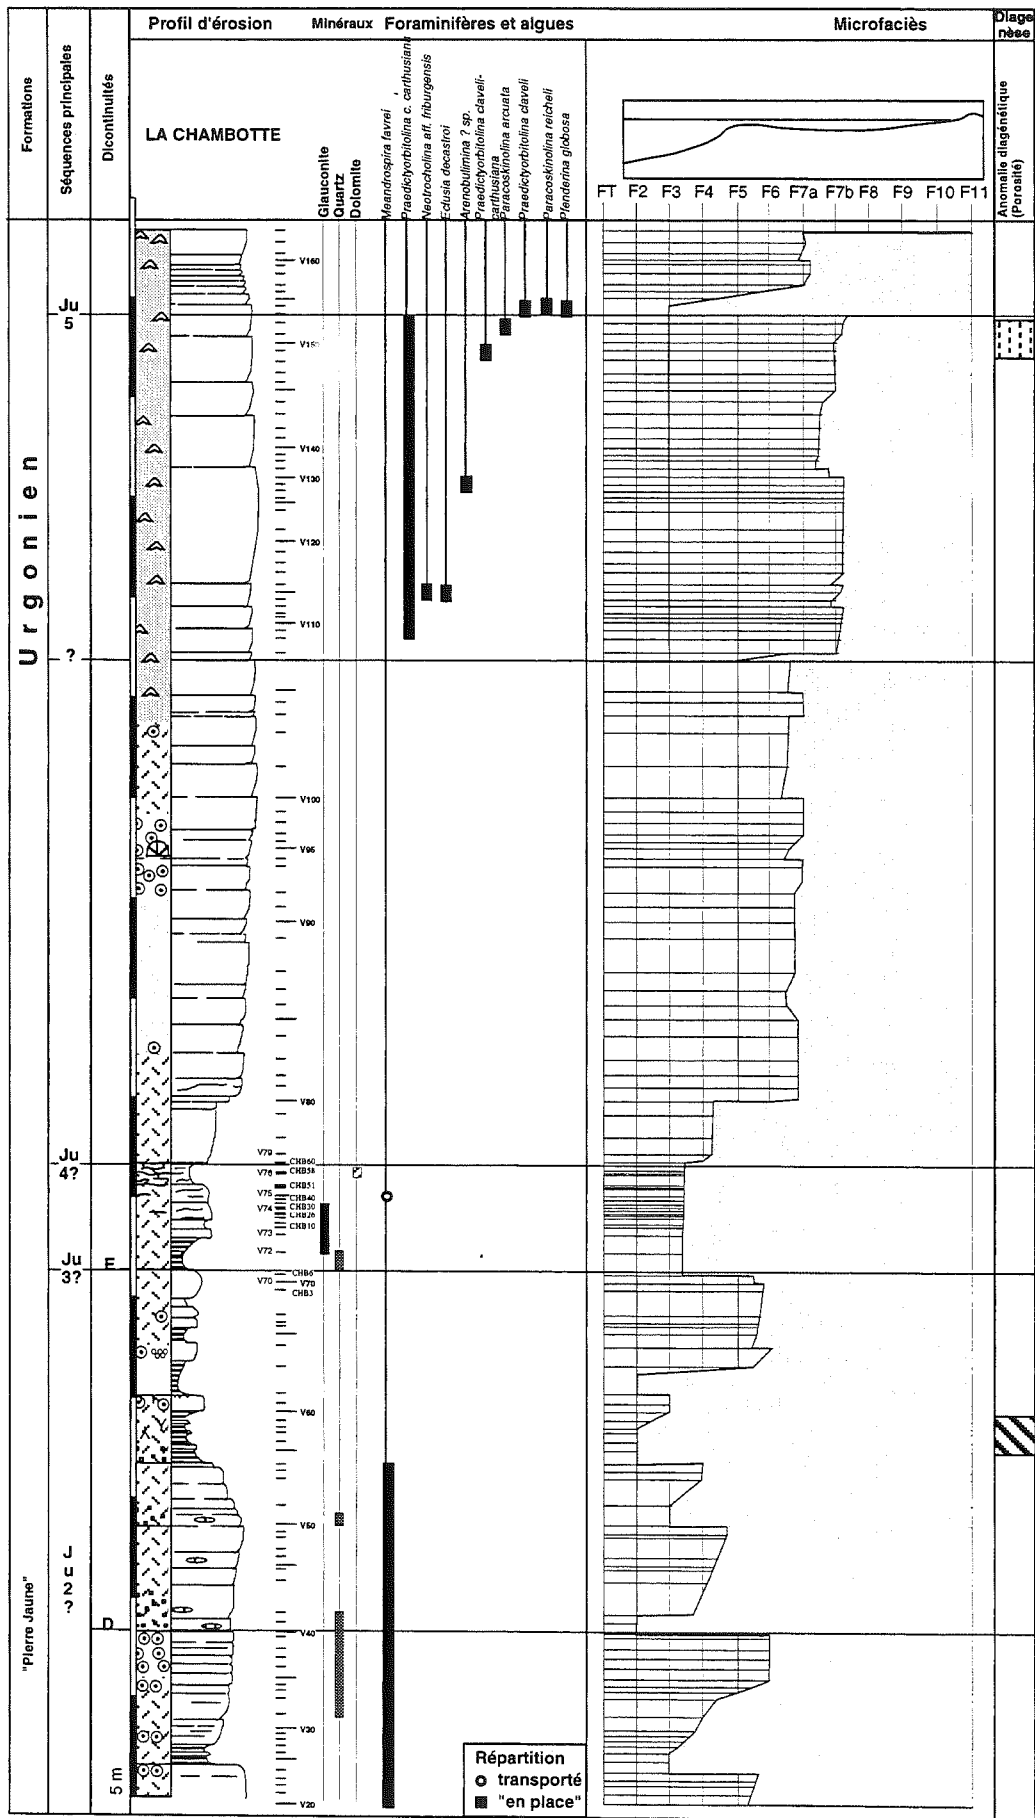 Formations
Séquences principales
Dicontinuités
Profil d'érosion
Minéraux
Foraminifères et algues
Microfaciès
Diagenèse
LA CHAMBOTTE
Glauconite
Quartz
Dolomite
Meandrospira favrei
Praedictyorbitolina c. carthusiana
Neotrocholina aff. friburgensis
Eclusia decastroi
Arenobulimina ? sp.
Praedictyorbitolina claveli-
carthusiana
Paracoskinolina arcuata
Praedictyorbitolina claveli
Paracoskinolina reicheli
Pfenderina globosa
FT F2 F3 F4 F5 F6 F7a F7b F8 F9 F10 F11
Anomalie diagénétique
(Porosité)
Urgonien
"Pierre Jaune"
Ju
5
?
Ju
4?
Ju
3?
J
u
2
?
E
D
5 m
V160
V150
V140
V130
V120
V110
V100
V95
V90
V80
V79
CHB60
V76
CHB58
CHB51
V75
CHB40
V74
CHB30
CHB26
CHB10
V73
V72
CHB6
V70
V70
CHB3
V60
V50
V40
V30
V20
Répartition
transporté
"en place"